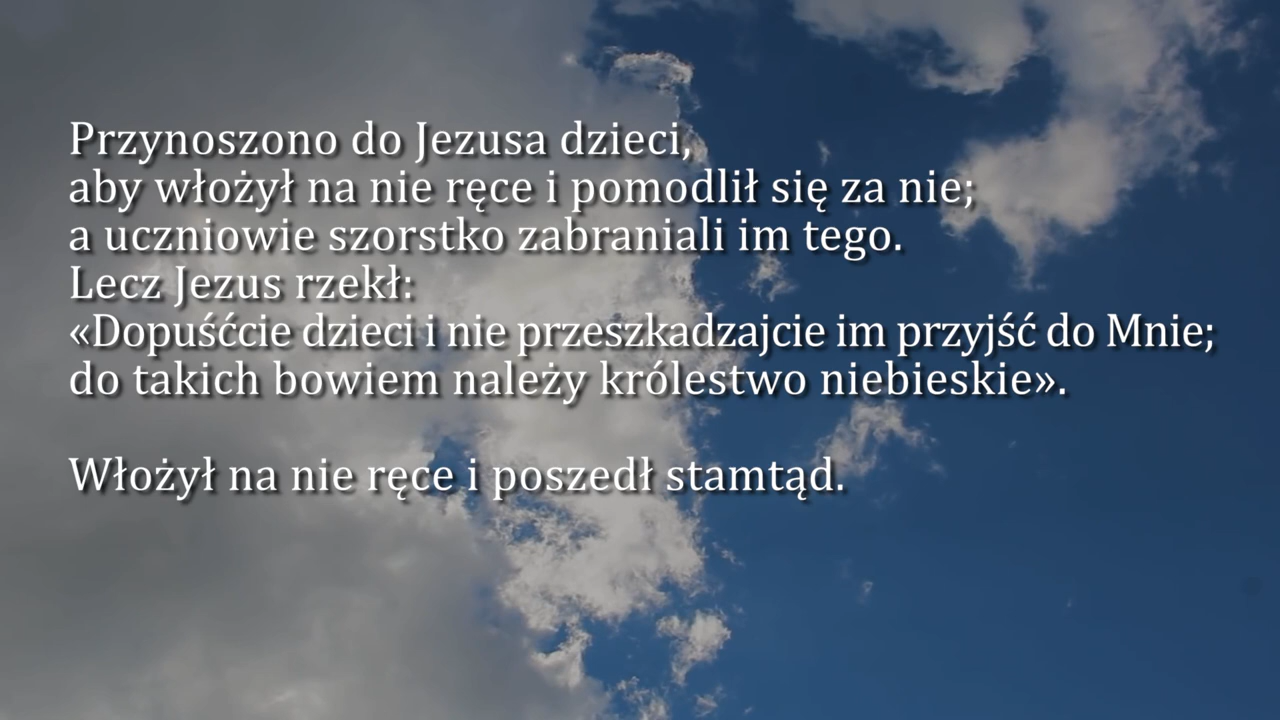 Przynoszono do Jezusa dzieci,
aby włożył na nie ręce i pomodlił się za nie;
a uczniowie szorstko zabraniali im tego.
Lecz Jezus rzekł:
«Dopuśćcie dzieci i nie przeszkadzajcie im przyjść do Mnie;
do takich bowiem należy królestwo niebieskie».
Włożył na nie ręce i poszedł stamtąd.